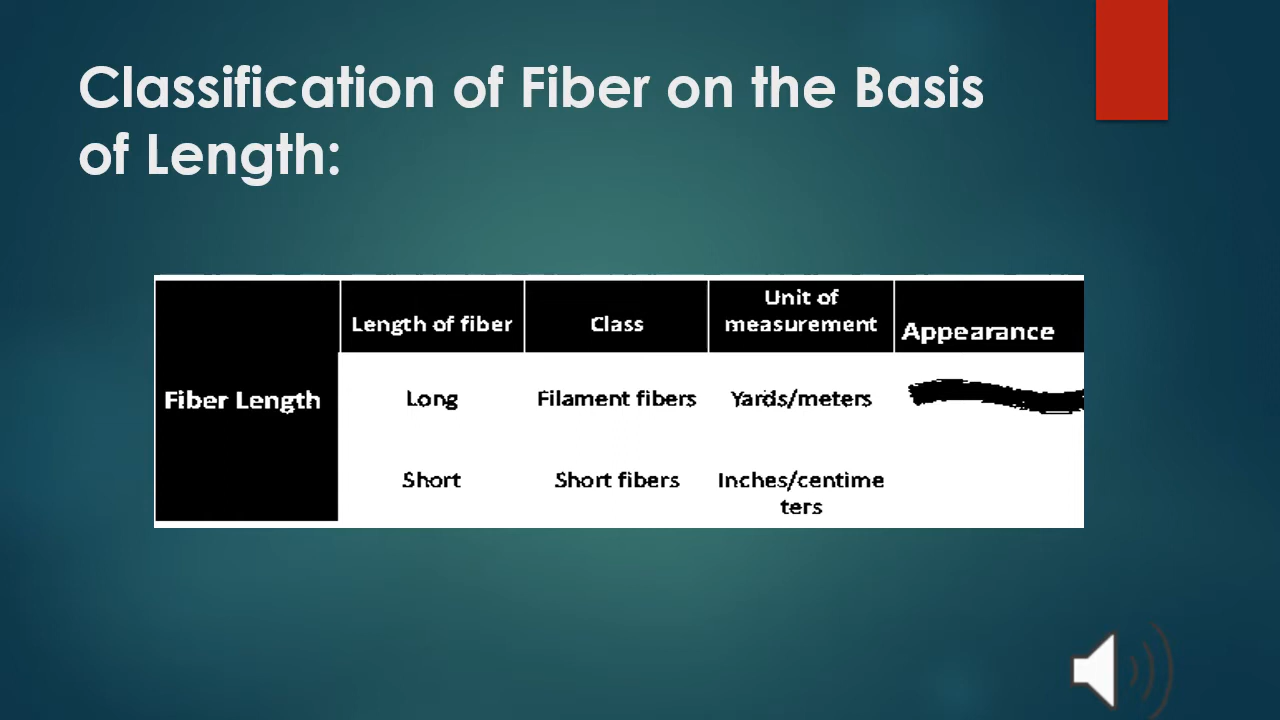 Classification of Fiber on the Basis
of Length:
Length of fiber Class Unit of measurement Appearance
Fiber Length Long Filament fibers Yards/meters
Short Short fibers Inches/centime
ters